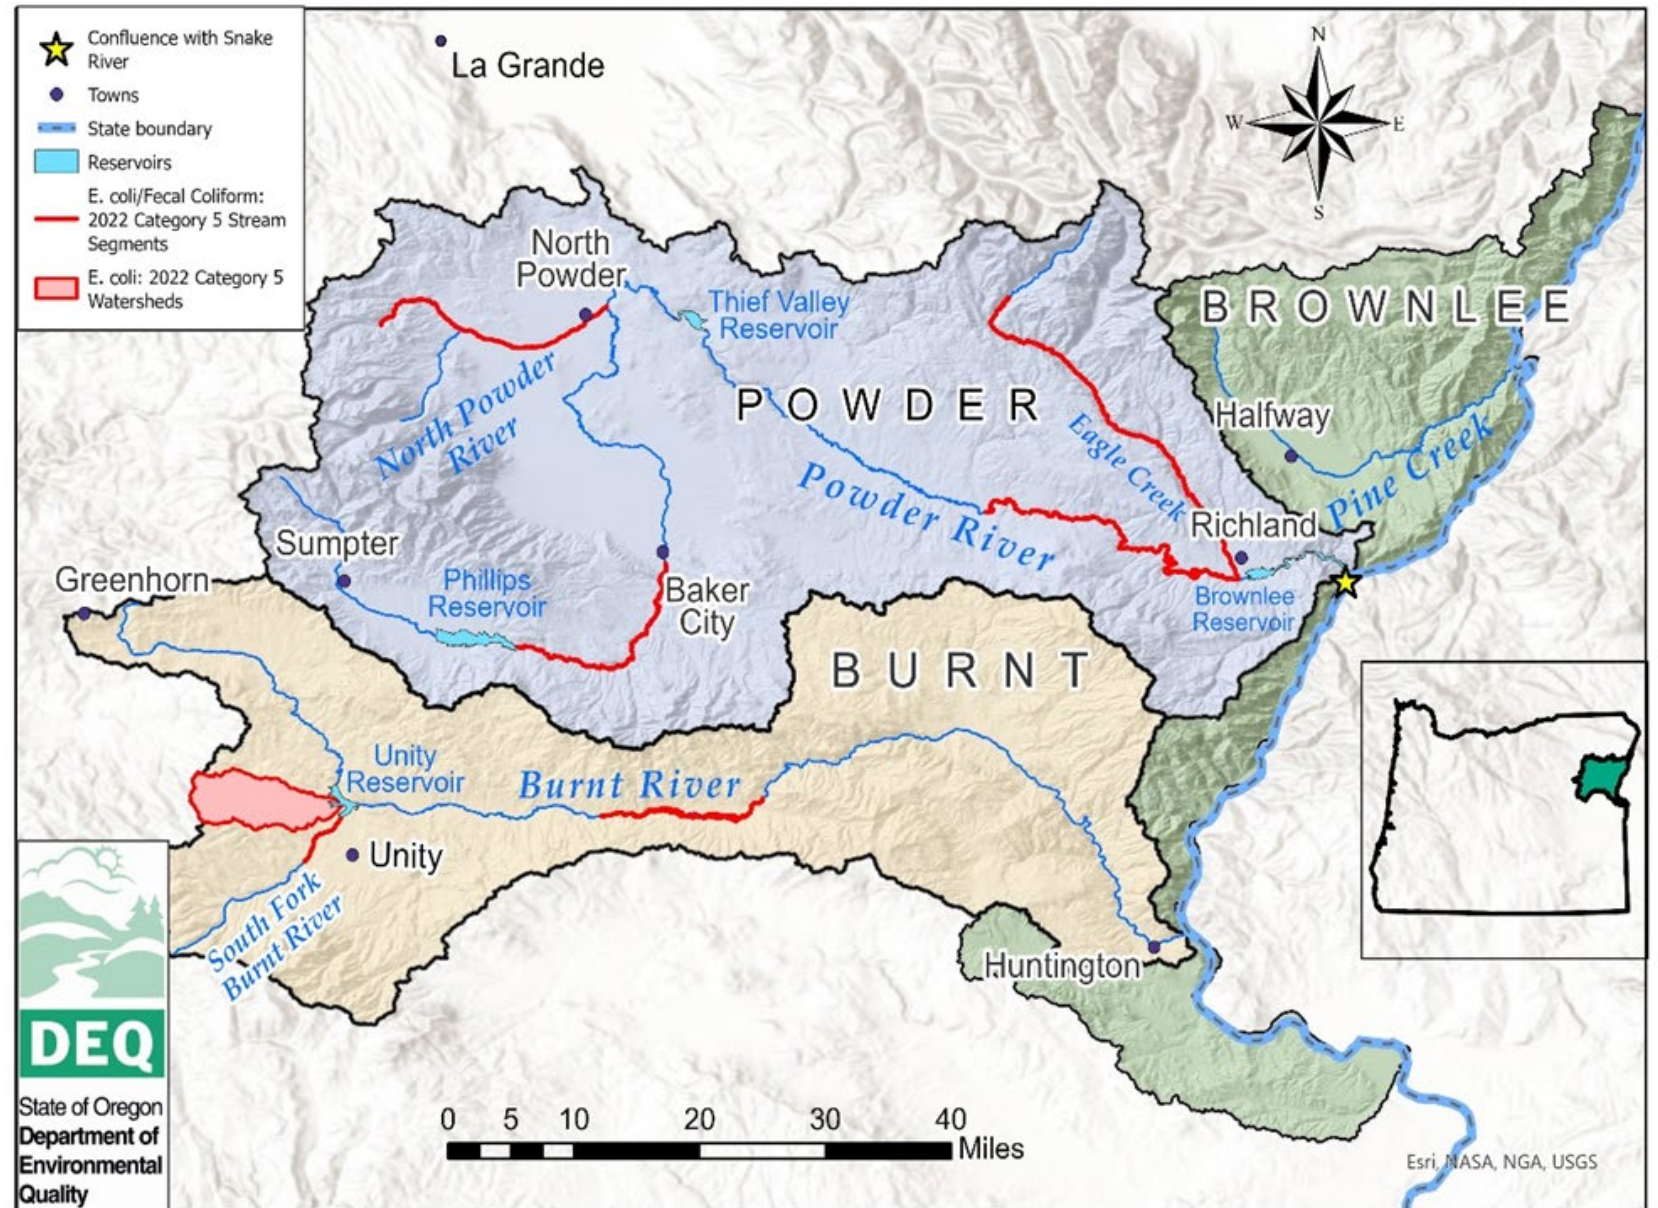 Confluence with Snake
River
Towns
State boundary
Reservoirs
E. coli/Fecal Coliform:
2022 Category 5 Stream
Segments
E. coli: 2022 Category 5
Watersheds
La Grande
N
W
E
S
North
Powder
Thief Valley
Reservoir
BROWNLEE
North Powder
River
POWDER
Halfway
Eagle Creek
Pine Creek
Powder River
Richland
Sumpter
Greenhorn
Phillips
Reservoir
Baker
City
Brownlee
Reservoir
BURNT
Unity
Reservoir
Burnt River
Unity
South Fork
Burnt River
Huntington
DEQ
State of Oregon
Department of
Environmental
Quality
0 5 10 20 30 40
Miles
Esri, NASA, NGA, USGS